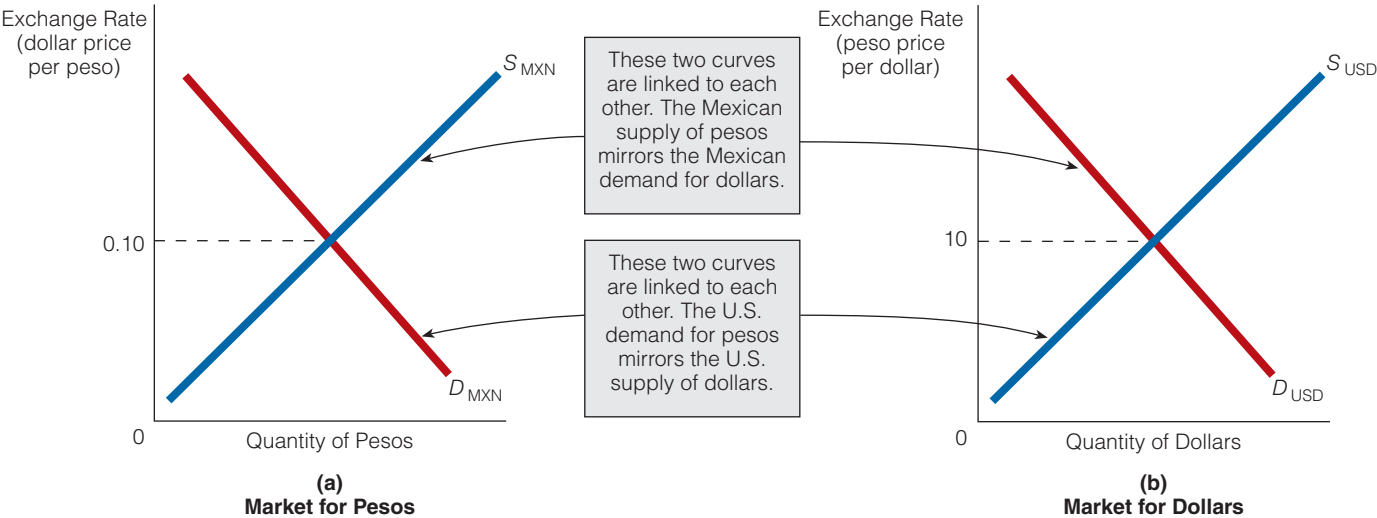 Exchange Rate
(dollar price
per peso)
S MXN
0.10
D MXN
0
Quantity of Pesos
(a)
Market for Pesos
These two curves
are linked to each
other. The Mexican
supply of pesos
mirrors the Mexican
demand for dollars.
These two curves
are linked to each
other. The U.S.
demand for pesos
mirrors the U.S.
supply of dollars.
Exchange Rate
(peso price
per dollar)
S USD
10
D USD
0
Quantity of Dollars
(b)
Market for Dollars